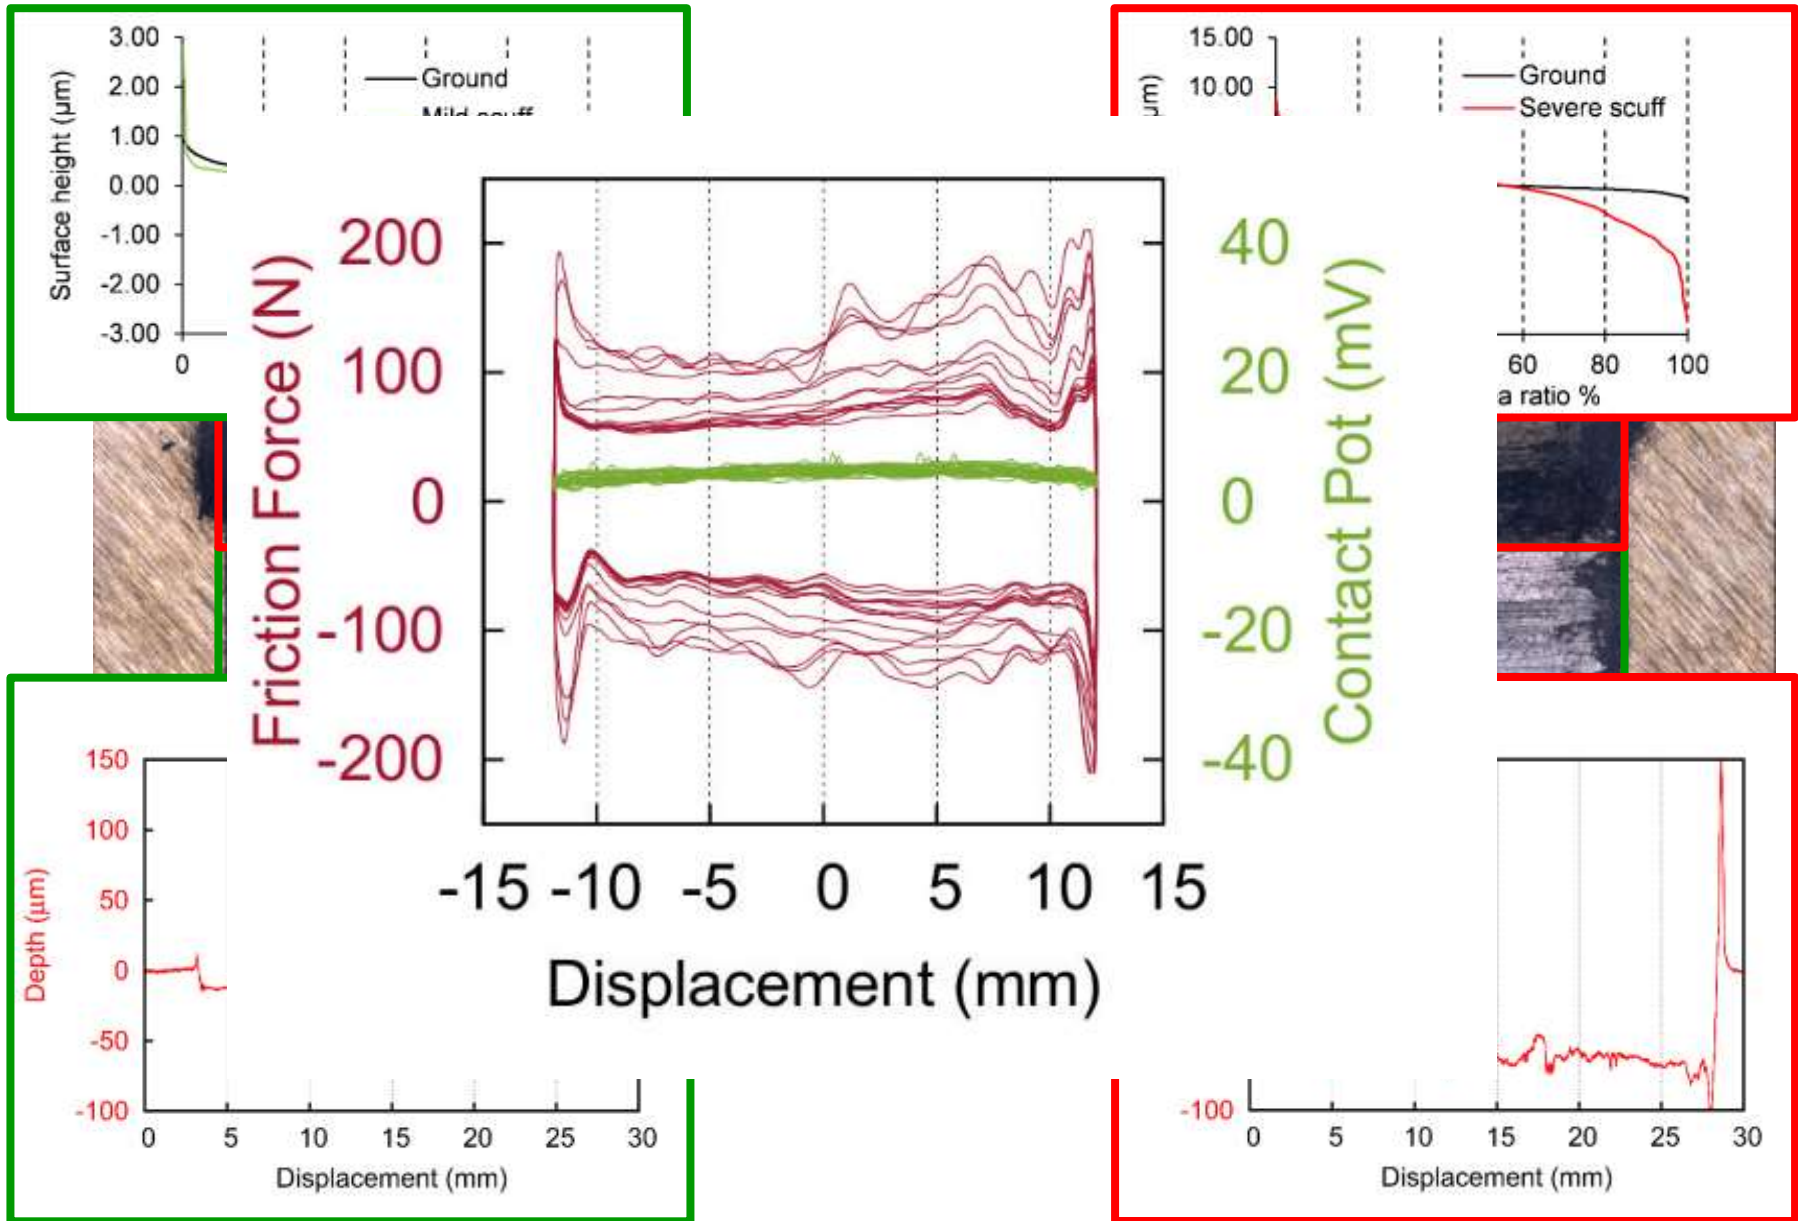 3.00
2.00
1.00
0.00
-1.00
-2.00
-3.00
Surface height (µm)
0
Ground
15.00
10.00
µm)
Ground
Severe scuff
60 80 100
a ratio %
200
100
0
-100
-200
Friction Force (N)
40
20
0
-20
-40
Contact Pot (mV)
-15 -10 -5 0 5 10 15
Displacement (mm)
150
100
50
0
-50
-100
Depth (µm)
0 5 10 15 20 25 30
Displacement (mm)
-100
0 5 10 15 20 25 30
Displacement (mm)